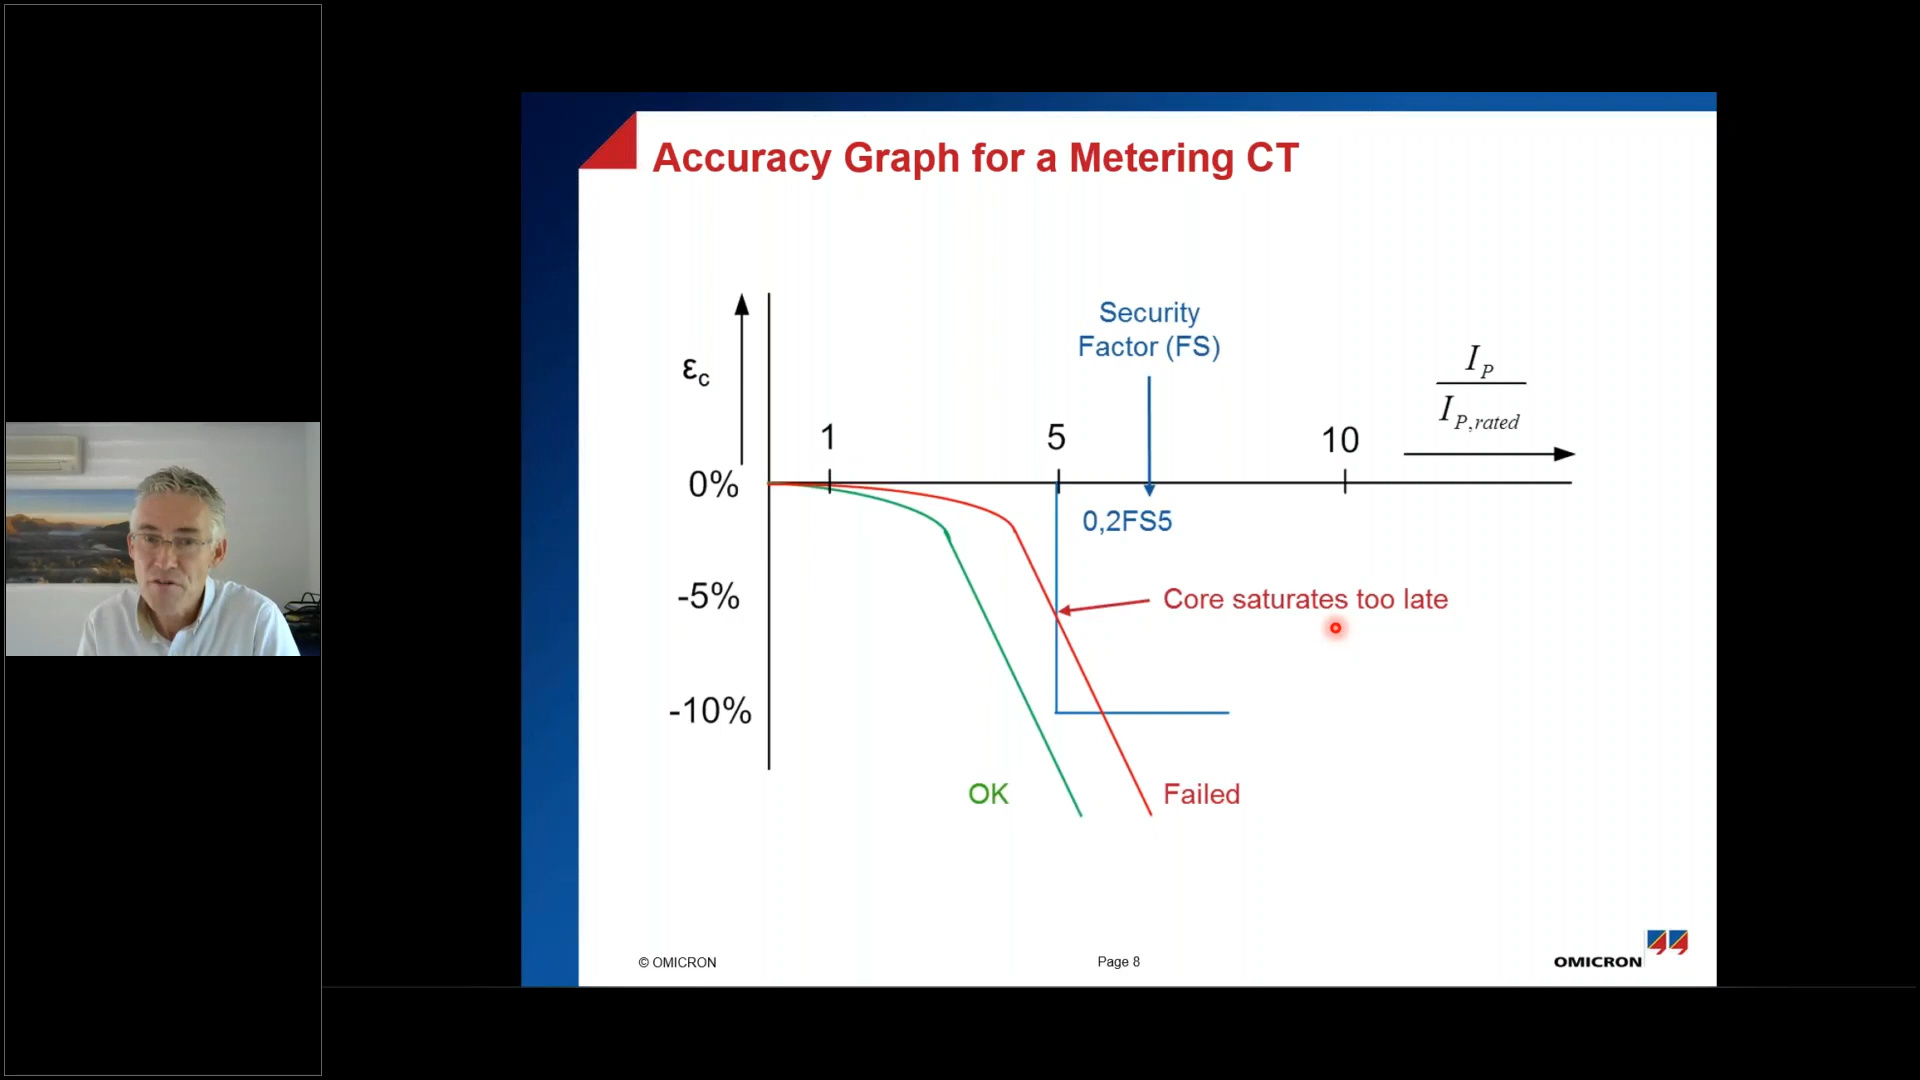 Accuracy Graph for a Metering CT
Security
Factor (FS)
εc
I_P
I_P,rated
1
5
10
0%
0,2FS5
-5%
Core saturates too late
-10%
OK
Failed
© OMICRON
Page 8
OMICRON